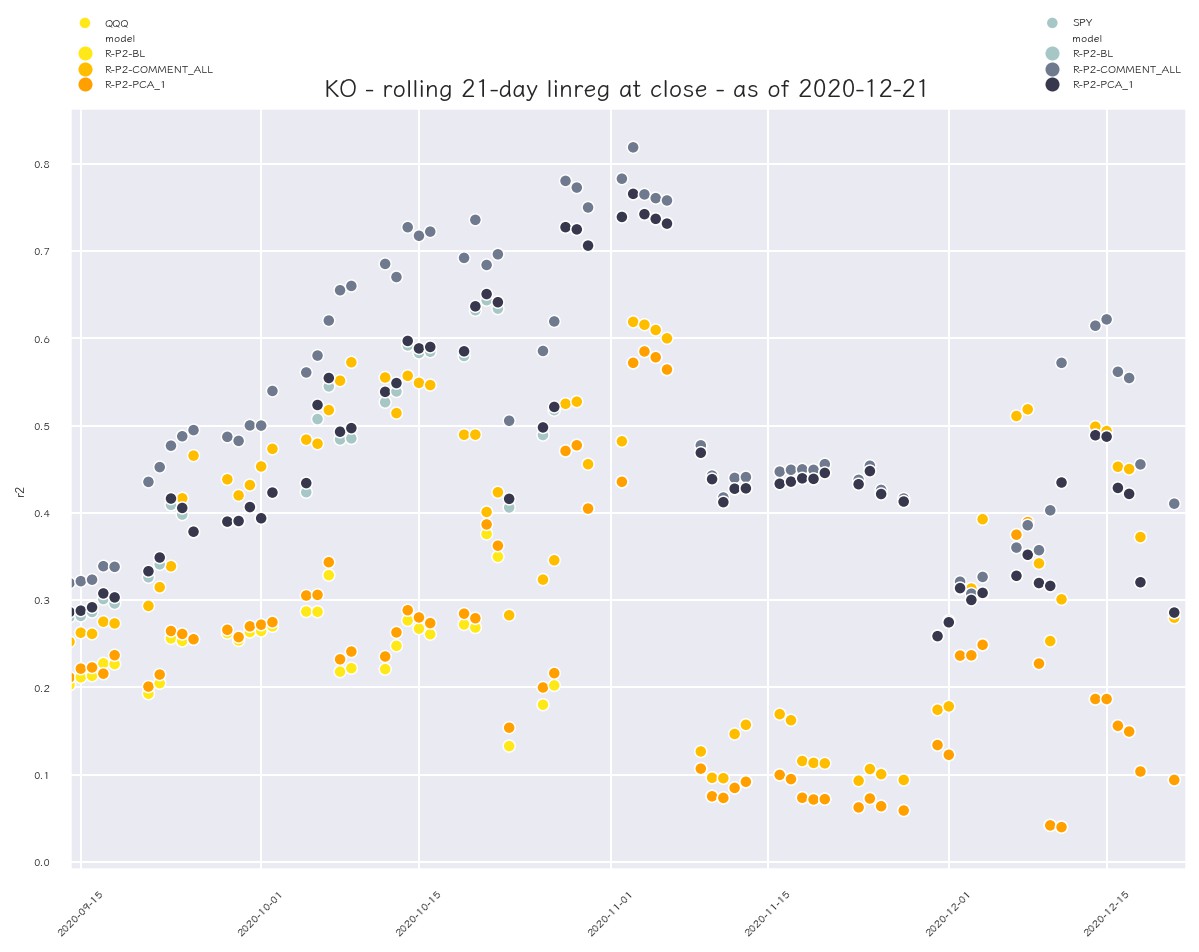 QQQ
model
R-P2-BL
R-P2-COMMENT_ALL
R-P2-PCA_1
SPY
model
R-P2-BL
R-P2-COMMENT_ALL
R-P2-PCA_1
KO - rolling 21-day linreg at close - as of 2020-12-21
r2
0.8
0.7
0.6
0.5
0.4
0.3
0.2
0.1
0.0
2020-09-15
2020-10-01
2020-10-15
2020-11-01
2020-11-15
2020-12-01
2020-12-15